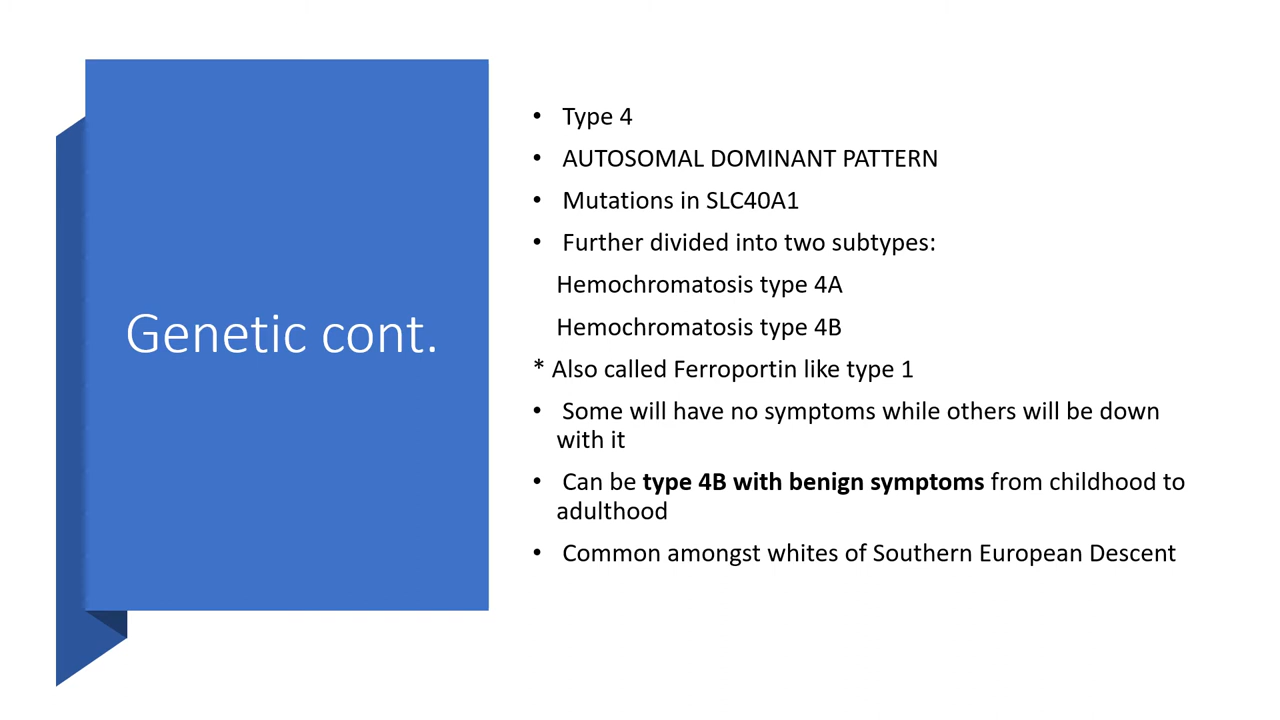 Genetic cont.
• Type 4
• AUTOSOMAL DOMINANT PATTERN
• Mutations in SLC40A1
• Further divided into two subtypes:
Hemochromatosis type 4A
Hemochromatosis type 4B
* Also called Ferroportin like type 1
• Some will have no symptoms while others will be down
with it
• Can be type 4B with benign symptoms from childhood to
adulthood
• Common amongst whites of Southern European Descent